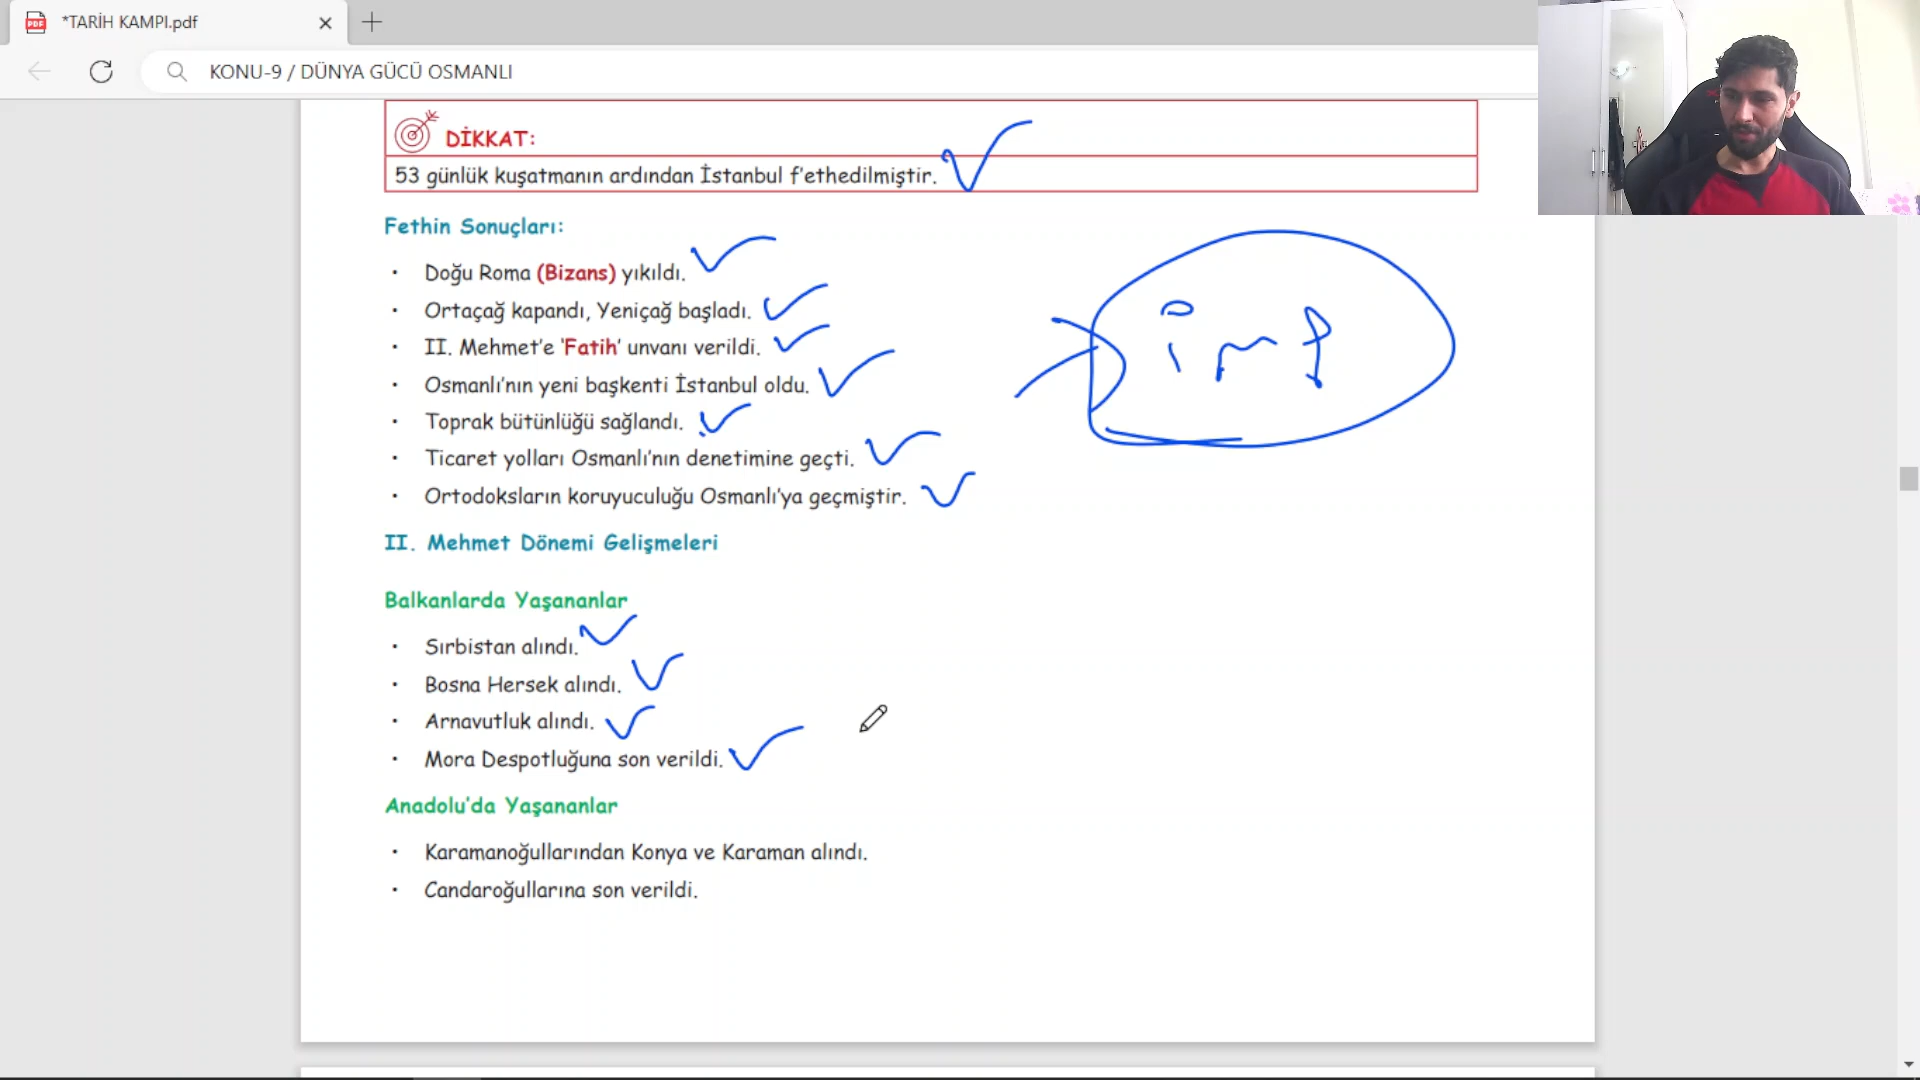 *TARİH KAMPI.pdf
KONU-9 / DÜNYA GÜCÜ OSMANLI
DİKKAT:
53 günlük kuşatmanın ardından İstanbul f'ethedilmiştir.
Fethin Sonuçları:
• Doğu Roma (Bizans) yıkıldı.
• Ortaçağ kapandı, Yeniçağ başladı.
• II. Mehmet'e 'Fatih' unvanı verildi.
• Osmanlı'nın yeni başkenti İstanbul oldu.
• Toprak bütünlüğü sağlandı.
• Ticaret yolları Osmanlı'nın denetimine geçti.
• Ortodoksların koruyuculuğu Osmanlı'ya geçmiştir.
imp
II. Mehmet Dönemi Gelişmeleri
Balkanlarda Yaşananlar
• Sırbistan alındı.
• Bosna Hersek alındı.
• Arnavutluk alındı.
• Mora Despotluğuna son verildi.
Anadolu'da Yaşananlar
• Karamanoğullarından Konya ve Karaman alındı.
• Candaroğullarına son verildi.